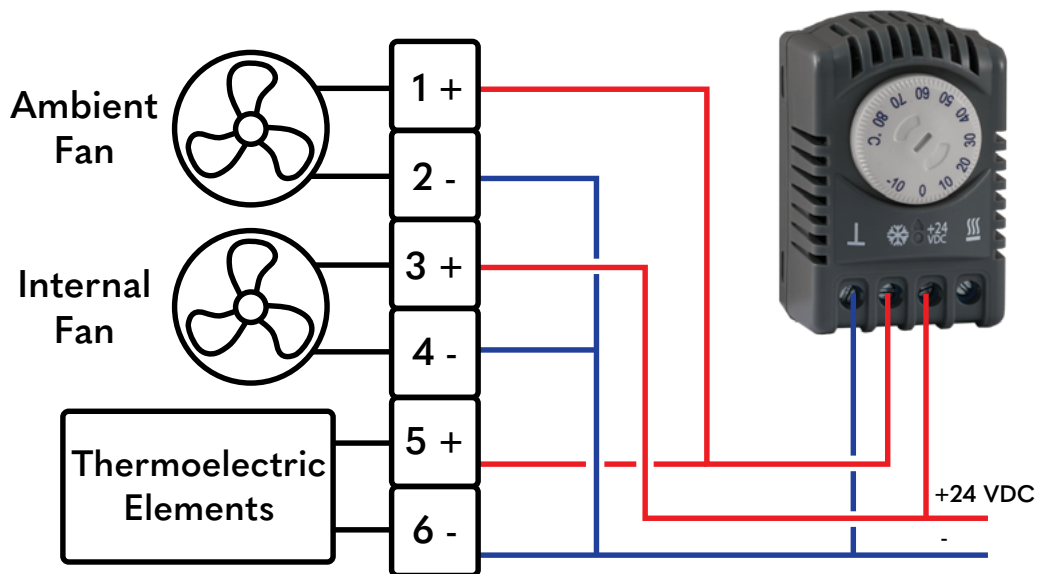 Ambient
Fan
Internal
Fan
Thermoelectric
Elements
1 +
2 -
3 +
4 -
5 +
6 -
80 70 60 50 40 30 20 10 0 -10
°C
+24
VDC
+24 VDC
-